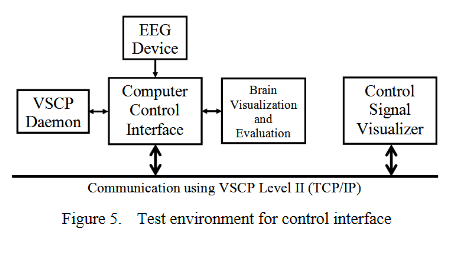 EEG
Device
VSCP
Daemon
Computer
Control
Interface
Brain
Visualization
and
Evaluation
Control
Signal
Visualizer
Communication using VSCP Level II (TCP/IP)
Figure 5. Test environment for control interface